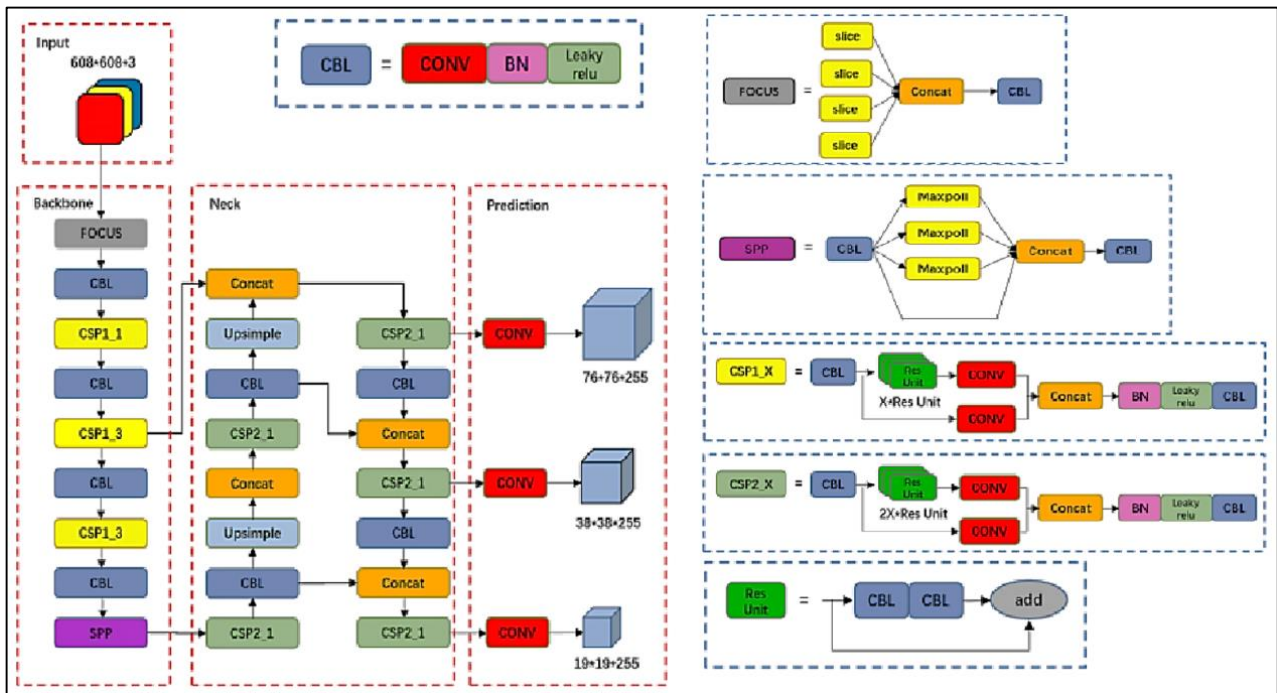 Input
608*608*3
CBL = CONV BN Leaky relu
Backbone
FOCUS
CBL
CSP1_1
CBL
CSP1_3
CBL
CSP1_3
CBL
SPP
Neck
Concat
Upsimple
CBL
CSP2_1
Concat
Upsimple
CBL
CSP2_1
CSP2_1
CBL
Concat
CSP2_1
CBL
Concat
CSP2_1
Prediction
CONV
76*76*255
CONV
38*38*255
CONV
19*19*255
slice
slice
slice
slice
FOCUS = Concat CBL
Maxpoll
Maxpoll
Maxpoll
SPP = CBL Concat CBL
CSP1_X = CBL Res Unit CONV
X*Res Unit
CONV
Concat BN Leaky relu CBL
CSP2_X = CBL Res Unit CONV
2X*Res Unit
CONV
Concat BN Leaky relu CBL
Res Unit = CBL CBL add